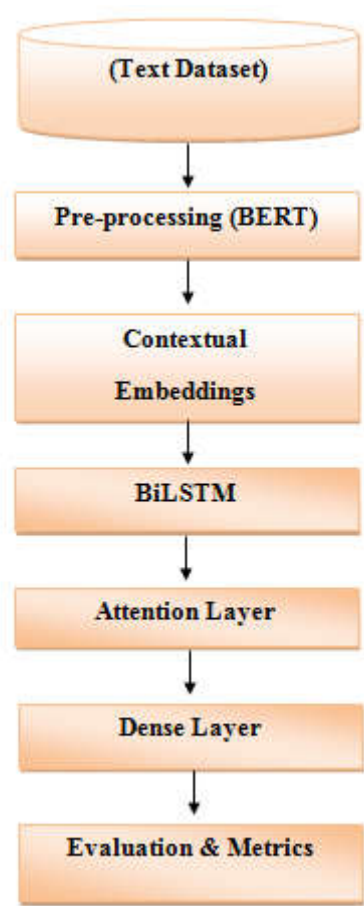 (Text Dataset)
Pre-processing (BERT)
Contextual
Embeddings
BiLSTM
Attention Layer
Dense Layer
Evaluation & Metrics